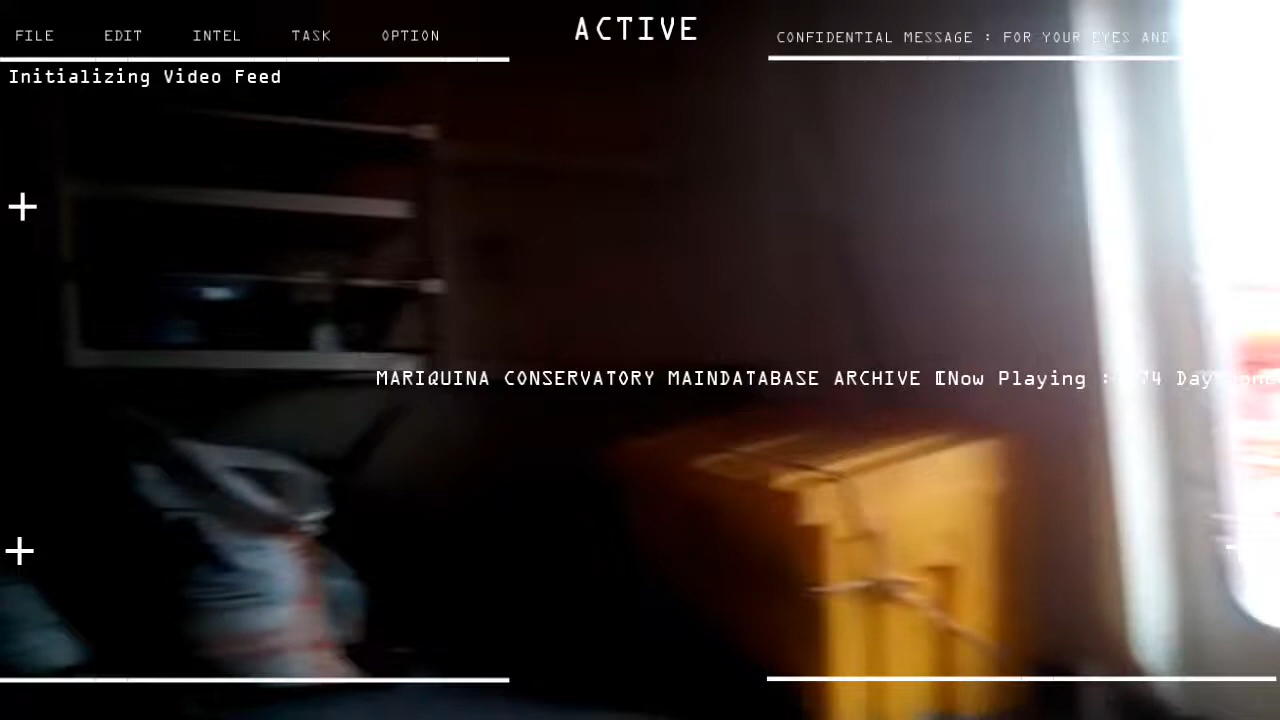 FILE EDIT INTEL TASK OPTION
ACTIVE
CONFIDENTIAL MESSAGE : FOR YOUR EYES AND
Initializing Video Feed
MARIQUINA CONSERVATORY MAINDATABASE ARCHIVE [Now Playing :